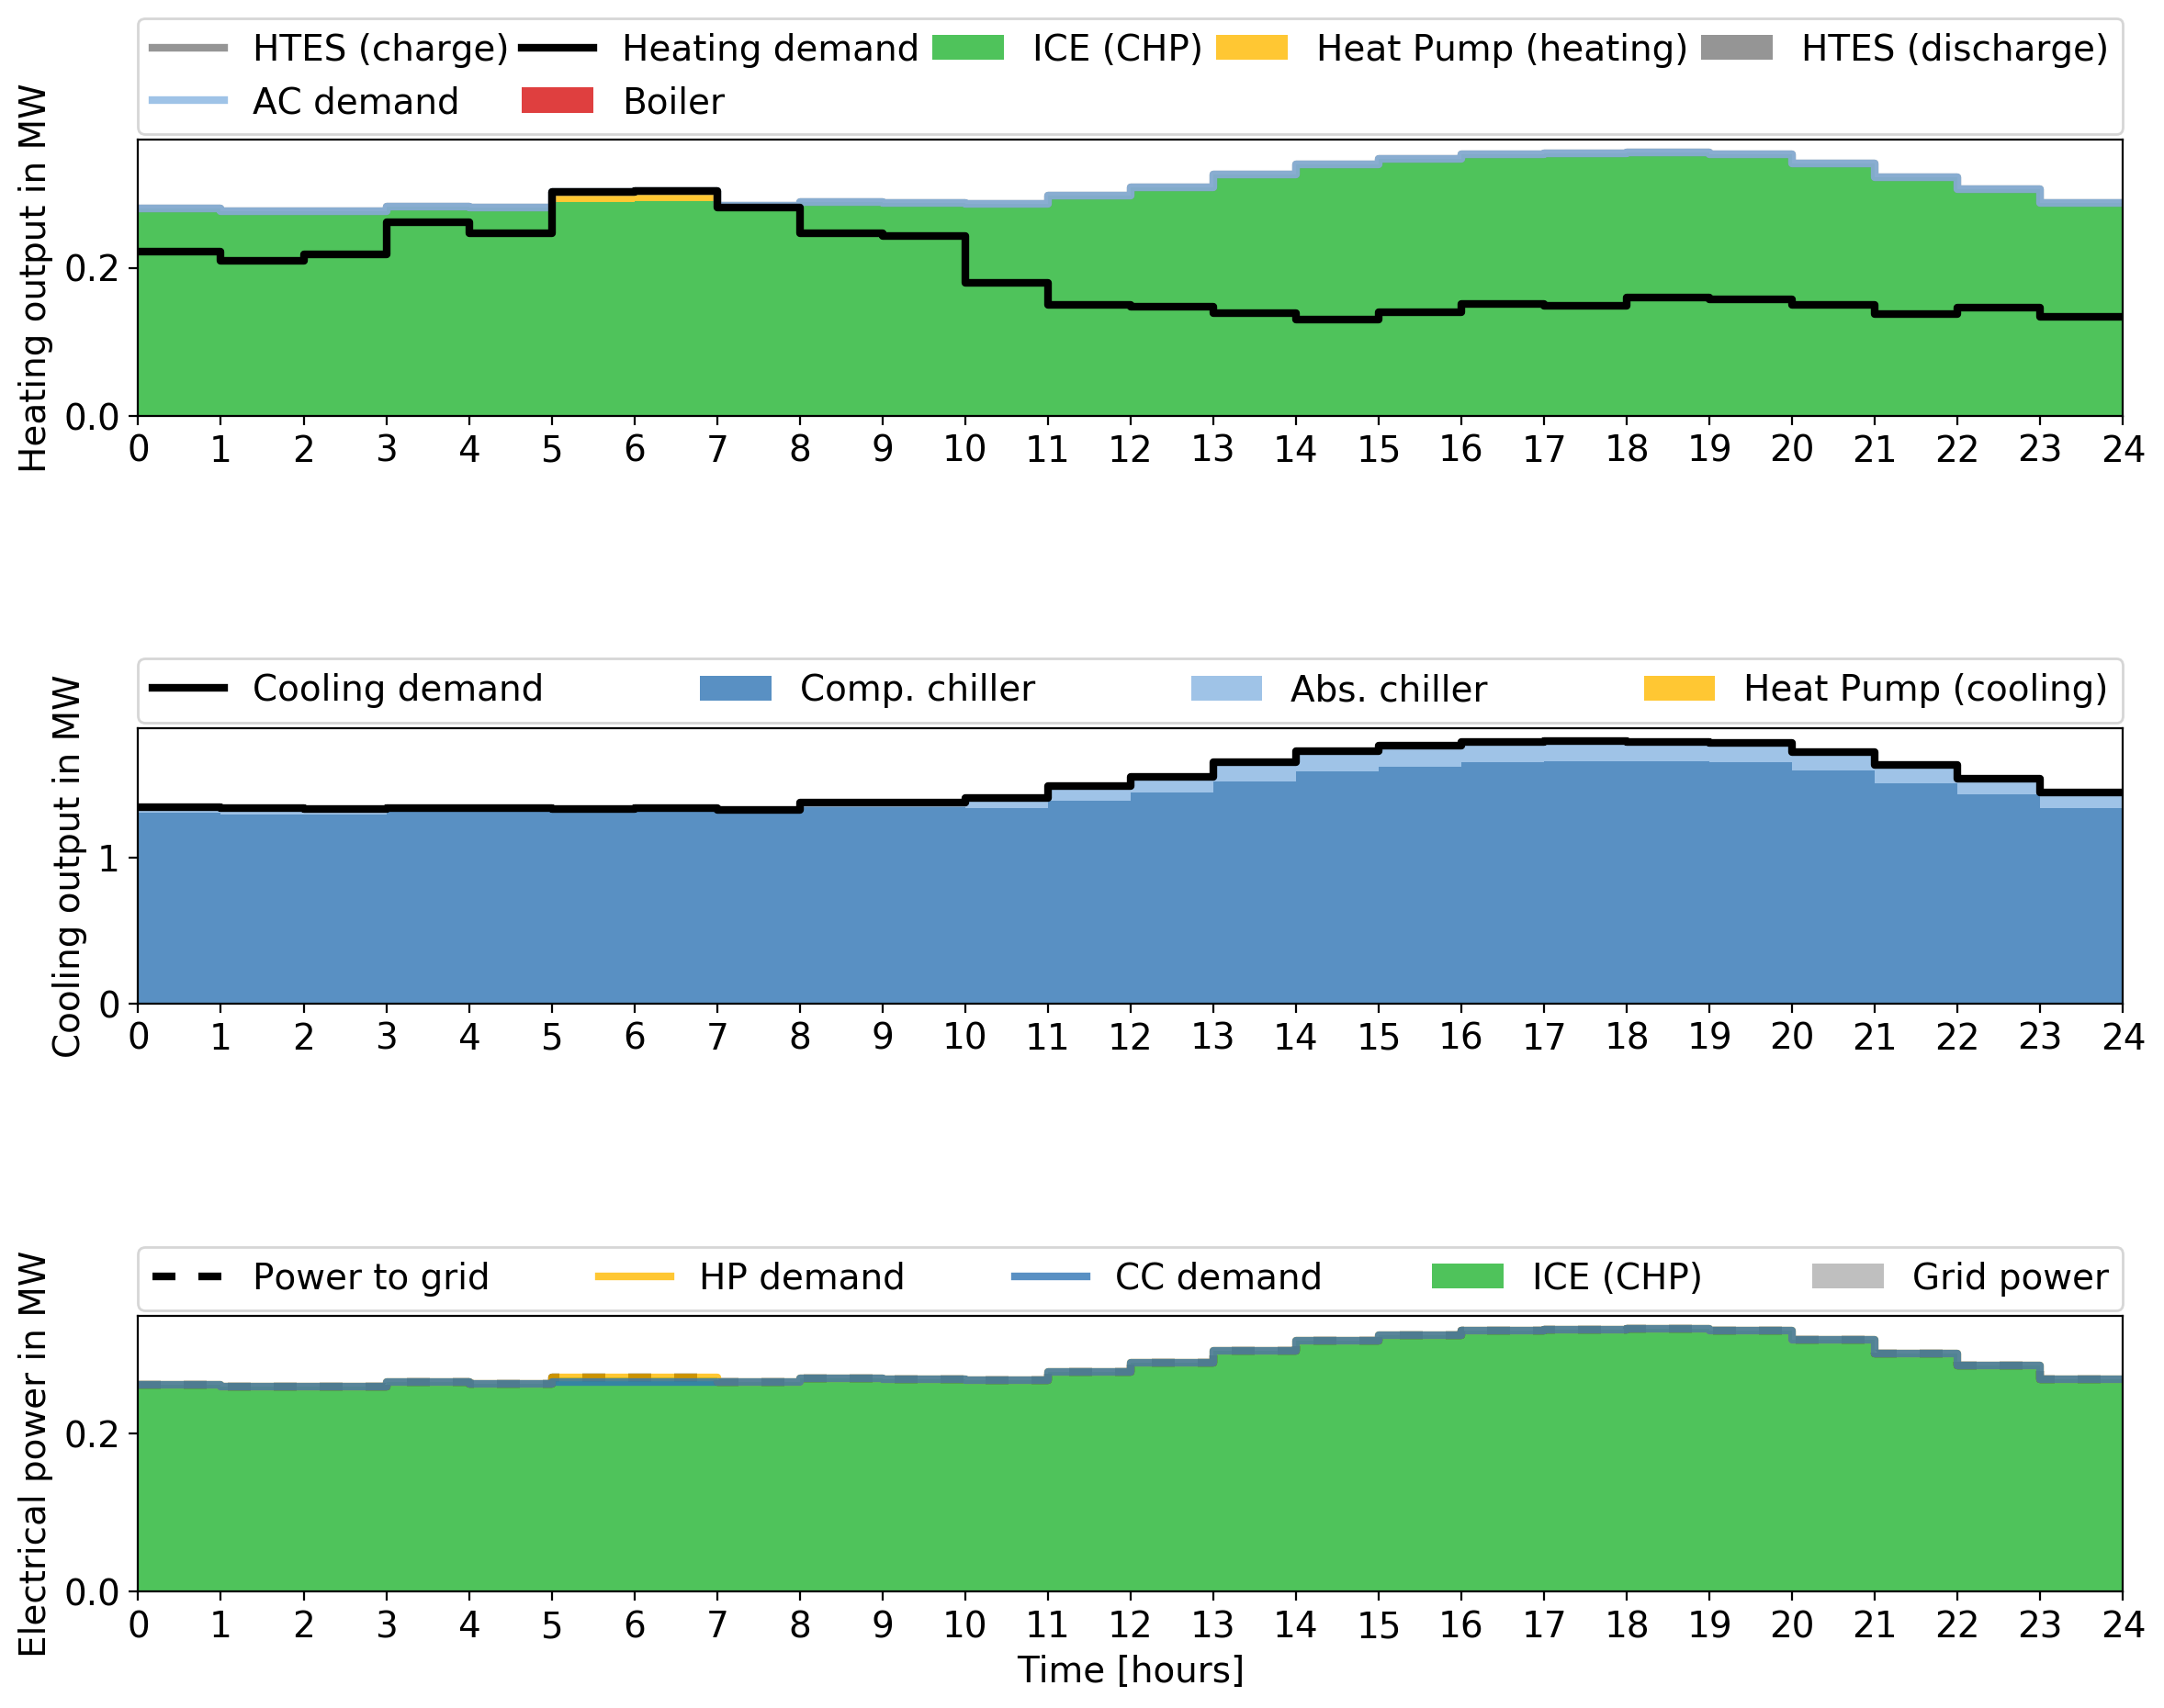 HTES (charge) Heating demand ICE (CHP) Heat Pump (heating) HTES (discharge)
AC demand Boiler
Heating output in MW
0.2
0.0
0 1 2 3 4 5 6 7 8 9 10 11 12 13 14 15 16 17 18 19 20 21 22 23 24
Cooling demand Comp. chiller Abs. chiller Heat Pump (cooling)
Cooling output in MW
1
0
0 1 2 3 4 5 6 7 8 9 10 11 12 13 14 15 16 17 18 19 20 21 22 23 24
Power to grid HP demand CC demand ICE (CHP) Grid power
Electrical power in MW
0.2
0.0
0 1 2 3 4 5 6 7 8 9 10 11 12 13 14 15 16 17 18 19 20 21 22 23 24
Time [hours]